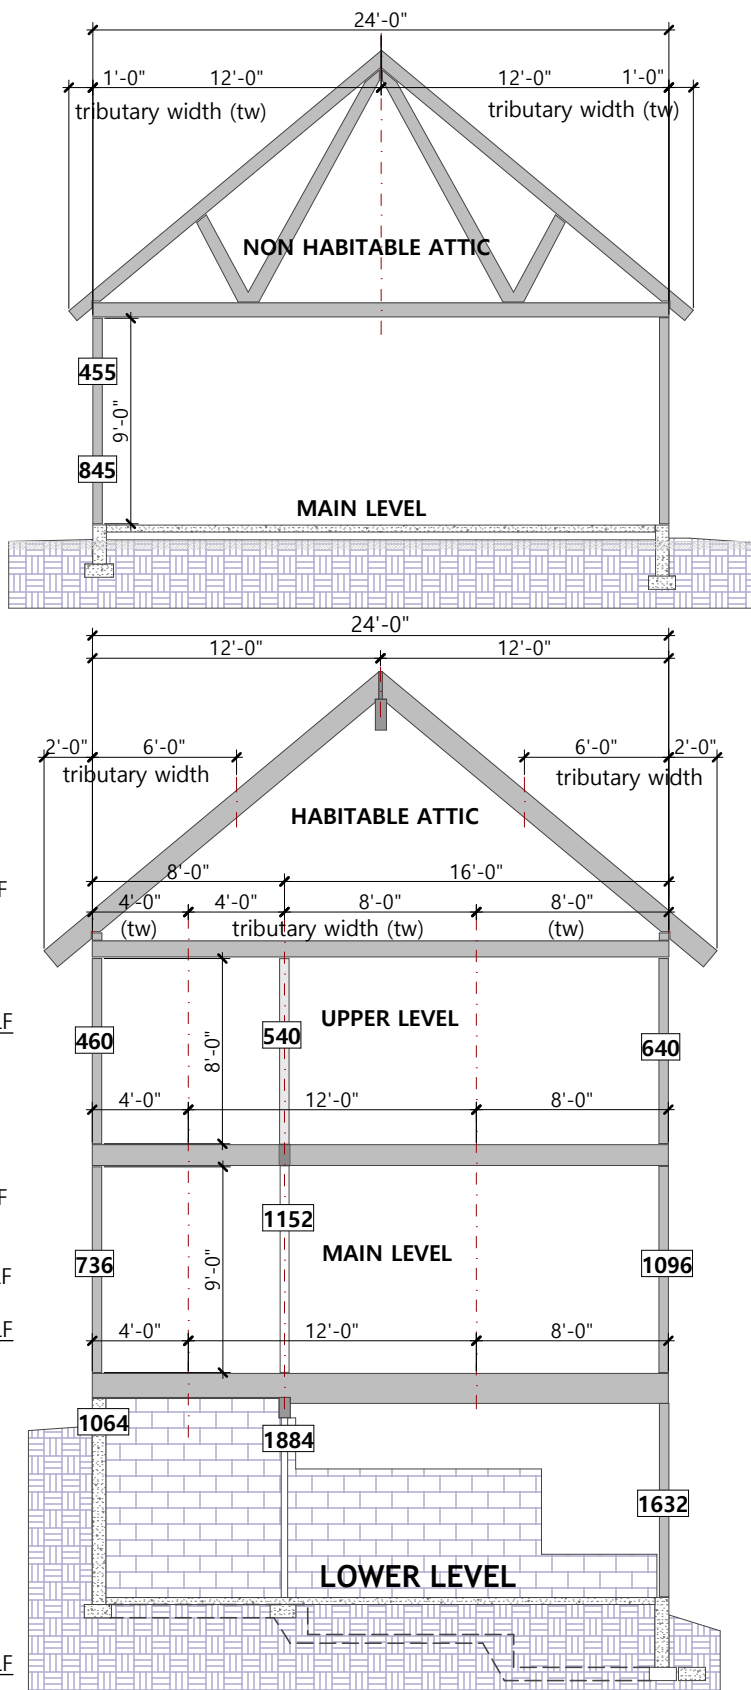 24'-0"
1'-0" 12'-0" 12'-0" 1'-0"
tributary width (tw) tributary width (tw)
NON HABITABLE ATTIC
455
9'-0"
845
MAIN LEVEL
24'-0"
12'-0" 12'-0"
2'-0" 6'-0" 6'-0" 2'-0"
tributary width tributary width
HABITABLE ATTIC
8'-0" 16'-0"
F
4'-0" 4'-0" 8'-0" 8'-0"
(tw) tributary width (tw) (tw)
UPPER LEVEL
LF
460 540 640
8'-0"
4'-0" 12'-0" 8'-0"
F
1152
MAIN LEVEL
736 1096
LF
9'-0"
4'-0" 12'-0" 8'-0"
LF
1064
1884
1632
LOWER LEVEL
LF